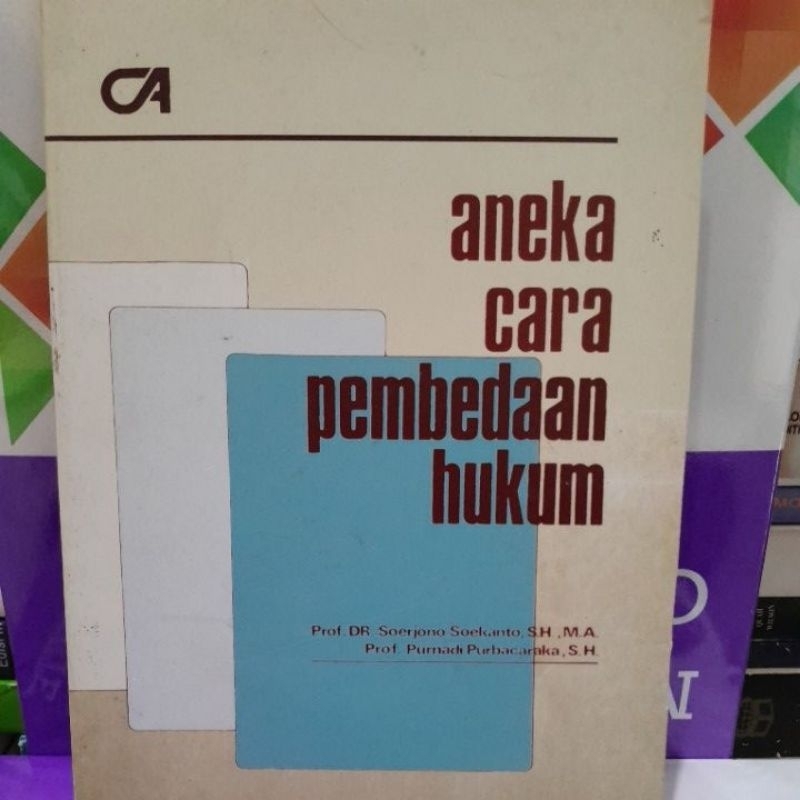 CA
aneka
cara
pembedaan
hukum
Prof. DR. Soerjono Soekanto, S.H., M.A.
Prof. Purnadi Purbacaraka, S.H.